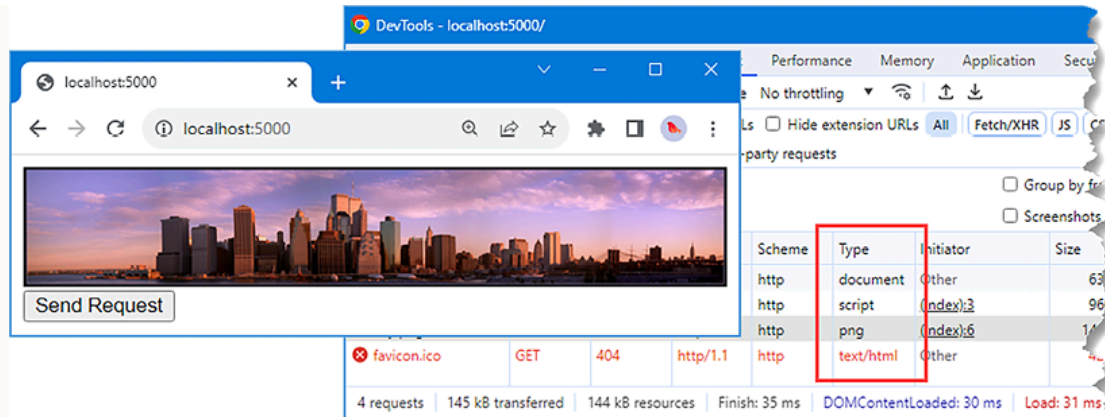 DevTools - localhost:5000/
localhost:5000
Performance Memory Application
No throttling
localhost:5000
Hide extension URLs All Fetch/XHR JS
-party requests
Group by
Screenshots
Scheme Type Initiator Size
http document Other 63
http script (index):3 96
http png (index):6
Send Request
favicon.ico GET 404 http/1.1 http text/html Other
4 requests 145 kB transferred 144 kB resources Finish: 35 ms DOMContentLoaded: 30 ms Load: 31 ms